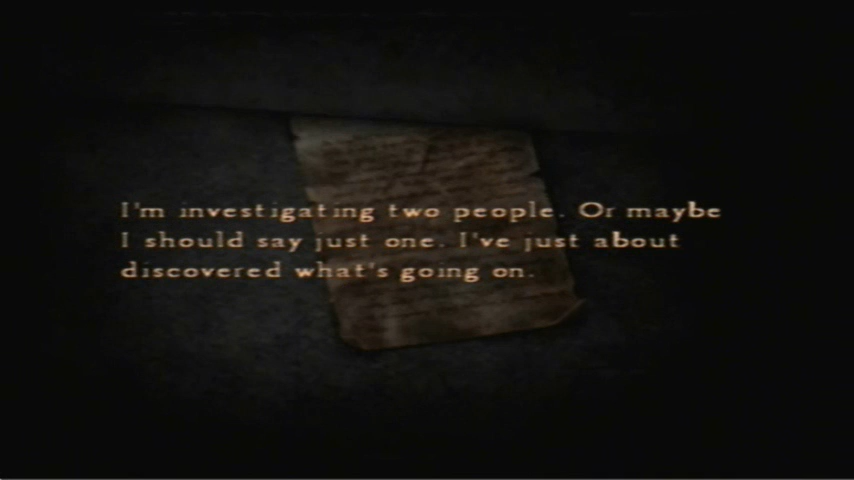 I'm investigating two people. Or maybe
I should say just one. I've just about
discovered what's going on.